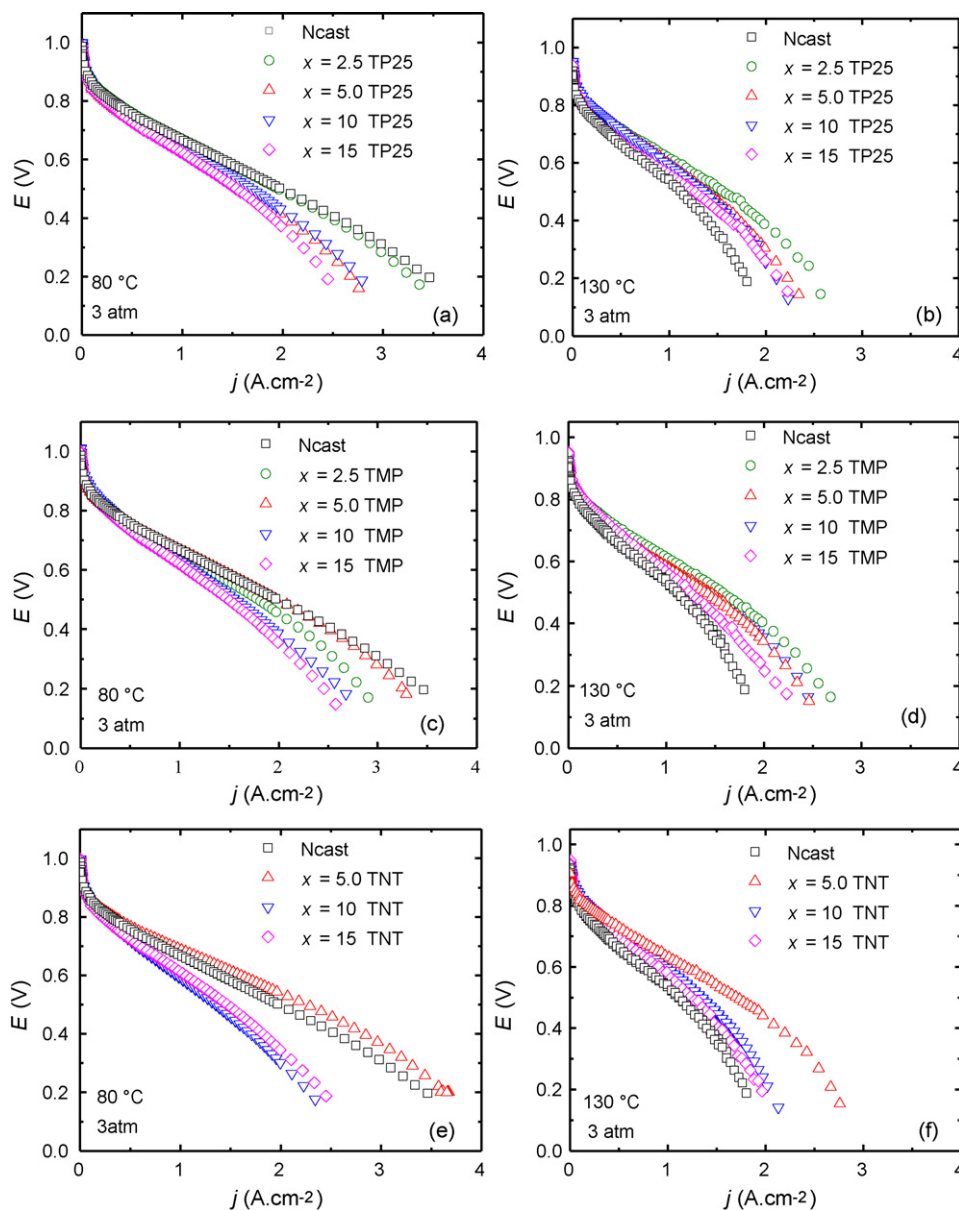 Ncast
x = 2.5 TP25
x = 5.0 TP25
x = 10 TP25
x = 15 TP25
1.0
0.8
0.6
0.4
0.2
0.0
E (V)
80 °C
3 atm
(a)
0 1 2 3 4
j (A.cm-2)
Ncast
x = 2.5 TP25
x = 5.0 TP25
x = 10 TP25
x = 15 TP25
1.0
0.8
0.6
0.4
0.2
0.0
E (V)
130 °C
3 atm
(b)
0 1 2 3 4
j (A.cm-2)
Ncast
x = 2.5 TMP
x = 5.0 TMP
x = 10 TMP
x = 15 TMP
1.0
0.8
0.6
0.4
0.2
0.0
E (V)
80 °C
3 atm
(c)
0 1 2 3 4
j (A.cm-2)
Ncast
x = 2.5 TMP
x = 5.0 TMP
x = 10 TMP
x = 15 TMP
1.0
0.8
0.6
0.4
0.2
0.0
E (V)
130 °C
3 atm
(d)
0 1 2 3 4
j (A.cm-2)
Ncast
x = 5.0 TNT
x = 10 TNT
x = 15 TNT
1.0
0.8
0.6
0.4
0.2
0.0
E (V)
80 °C
3atm
(e)
0 1 2 3 4
j (A.cm-2)
Ncast
x = 5.0 TNT
x = 10 TNT
x = 15 TNT
1.0
0.8
0.6
0.4
0.2
0.0
E (V)
130 °C
3 atm
(f)
0 1 2 3 4
j (A.cm-2)